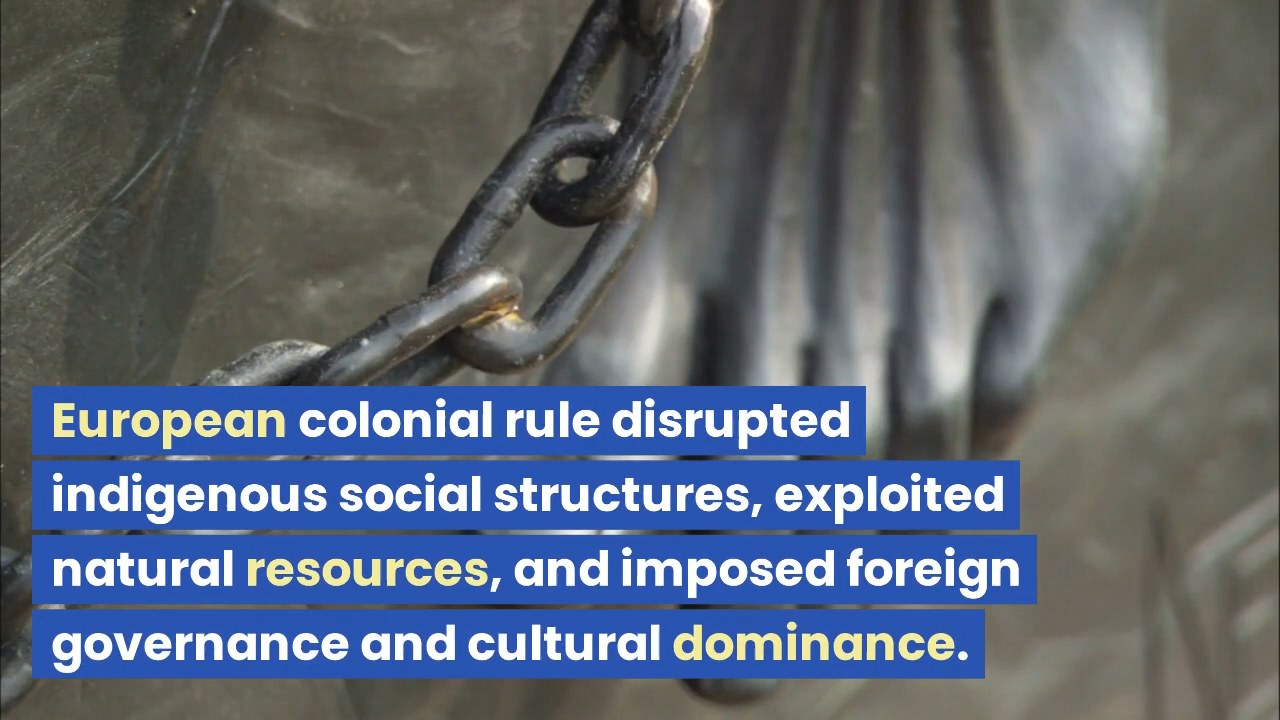 European colonial rule disrupted
indigenous social structures, exploited
natural resources, and imposed foreign
governance and cultural dominance.